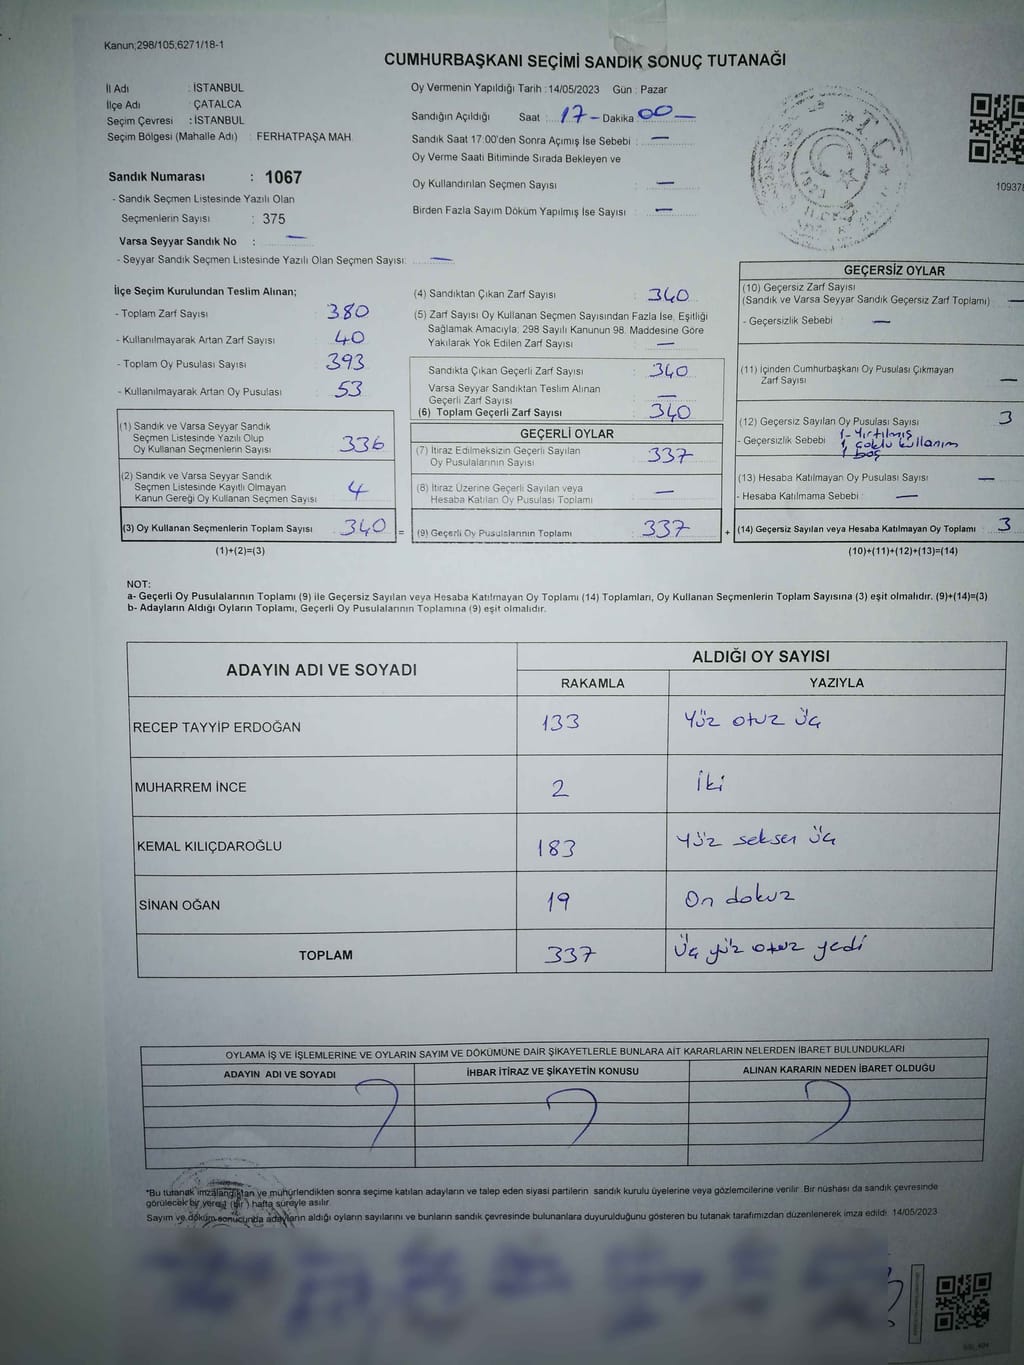 Kanun;298/105;6271/18-1
CUMHURBAŞKANI SEÇİMİ SANDIK SONUÇ TUTANAĞI
İl Adı : İSTANBUL
İlçe Adı : ÇATALCA
Seçim Çevresi : İSTANBUL
Seçim Bölgesi (Mahalle Adı) : FERHATPAŞA MAH.
Sandık Numarası : 1067
- Sandık Seçmen Listesinde Yazılı Olan
Seçmenlerin Sayısı : 375
Varsa Seyyar Sandık No : —
- Seyyar Sandık Seçmen Listesinde Yazılı Olan Seçmen Sayısı: —
Oy Vermenin Yapıldığı Tarih :14/05/2023 Gün : Pazar
Sandığın Açıldığı Saat : 17 - Dakika 00 —
Sandık Saat 17:00'den Sonra Açımış İse Sebebi : —
Oy Verme Saati Bitiminde Sırada Bekleyen ve
Oy Kullandırılan Seçmen Sayısı : —
Birden Fazla Sayım Döküm Yapılmış İse Sayısı : —
T.C.
10937
İlçe Seçim Kurulundan Teslim Alınan;
- Toplam Zarf Sayısı : 380
- Kullanılmayarak Artan Zarf Sayısı : 40
- Toplam Oy Pusulası Sayısı : 393
- Kullanılmayarak Artan Oy Pusulası : 53
(1) Sandık ve Varsa Seyyar Sandık
Seçmen Listesinde Yazılı Olup
Oy Kullanan Seçmenlerin Sayısı : 336
(2) Sandık ve Varsa Seyyar Sandık
Seçmen Listesinde Kayıtlı Olmayan
Kanun Gereği Oy Kullanan Seçmen Sayısı : 4
(3) Oy Kullanan Seçmenlerin Toplam Sayısı : 340 =
(1)+(2)=(3)
(4) Sandıktan Çıkan Zarf Sayısı : 340
(5) Zarf Sayısı Oy Kullanan Seçmen Sayısından Fazla İse, Eşitliği
Sağlamak Amacıyla; 298 Sayılı Kanunun 98. Maddesine Göre
Yakılarak Yok Edilen Zarf Sayısı : —
Sandıkta Çıkan Geçerli Zarf Sayısı : 340
Varsa Seyyar Sandıktan Teslim Alınan
Geçerli Zarf Sayısı : —
(6) Toplam Geçerli Zarf Sayısı : 340
GEÇERLİ OYLAR
(7) İtiraz Edilmeksizin Geçerli Sayılan
Oy Pusulalarının Sayısı : 337
(8) İtiraz Üzerine Geçerli Sayılan veya
Hesaba Katılan Oy Pusulası Toplamı : —
(9) Geçerli Oy Pusulalarının Toplamı : 337 +
GEÇERSİZ OYLAR
(10) Geçersiz Zarf Sayısı
(Sandık ve Varsa Seyyar Sandık Geçersiz Zarf Toplamı) : —
- Geçersizlik Sebebi : —
(11) İçinden Cumhurbaşkanı Oy Pusulası Çıkmayan
Zarf Sayısı : —
(12) Geçersiz Sayılan Oy Pusulası Sayısı : 3
- Geçersizlik Sebebi : 1- Yırtılmış
1, çoklu kullanım
1 boş
(13) Hesaba Katılmayan Oy Pusulası Sayısı : —
- Hesaba Katılmama Sebebi : —
(14) Geçersiz Sayılan veya Hesaba Katılmayan Oy Toplamı : 3
(10)+(11)+(12)+(13)=(14)
NOT:
a- Geçerli Oy Pusulalarının Toplamı (9) ile Geçersiz Sayılan veya Hesaba Katılmayan Oy Toplamı (14) Toplamları, Oy Kullanan Seçmenlerin Toplam Sayısına (3) eşit olmalıdır. (9)+(14)=(3)
b- Adayların Aldığı Oyların Toplamı, Geçerli Oy Pusulalarının Toplamına (9) eşit olmalıdır.
ADAYIN ADI VE SOYADI
ALDIĞI OY SAYISI
RAKAMLA YAZIYLA
RECEP TAYYİP ERDOĞAN 133 Yüz otuz üç
MUHARREM İNCE 2 İki
KEMAL KILIÇDAROĞLU 183 Yüz seksen üç
SİNAN OĞAN 19 On dokuz
TOPLAM 337 Üç yüz otuz yedi
OYLAMA İŞ VE İŞLEMLERİNE VE OYLARIN SAYIM VE DÖKÜMÜNE DAİR ŞİKAYETLERLE BUNLARA AİT KARARLARIN NELERDEN İBARET BULUNDUKLARI
ADAYIN ADI VE SOYADI İHBAR İTİRAZ VE ŞİKAYETİN KONUSU ALINAN KARARIN NEDEN İBARET OLDUĞU
*Bu tutanak imzalandıktan ve mühürlendikten sonra seçime katılan adayların ve talep eden siyasi partilerin sandık kurulu üyelerine veya gözlemcilerine verilir. Bir nüshası da sandık çevresinde
görülecek bir yere (bir) hafta süreyle asılır.
Sayım ve döküm sonucunda adayların aldığı oyların sayılarını ve bunların sandık çevresinde bulunanlara duyurulduğunu gösteren bu tutanak tarafımızdan düzenlenerek imza edildi. 14/05/2023